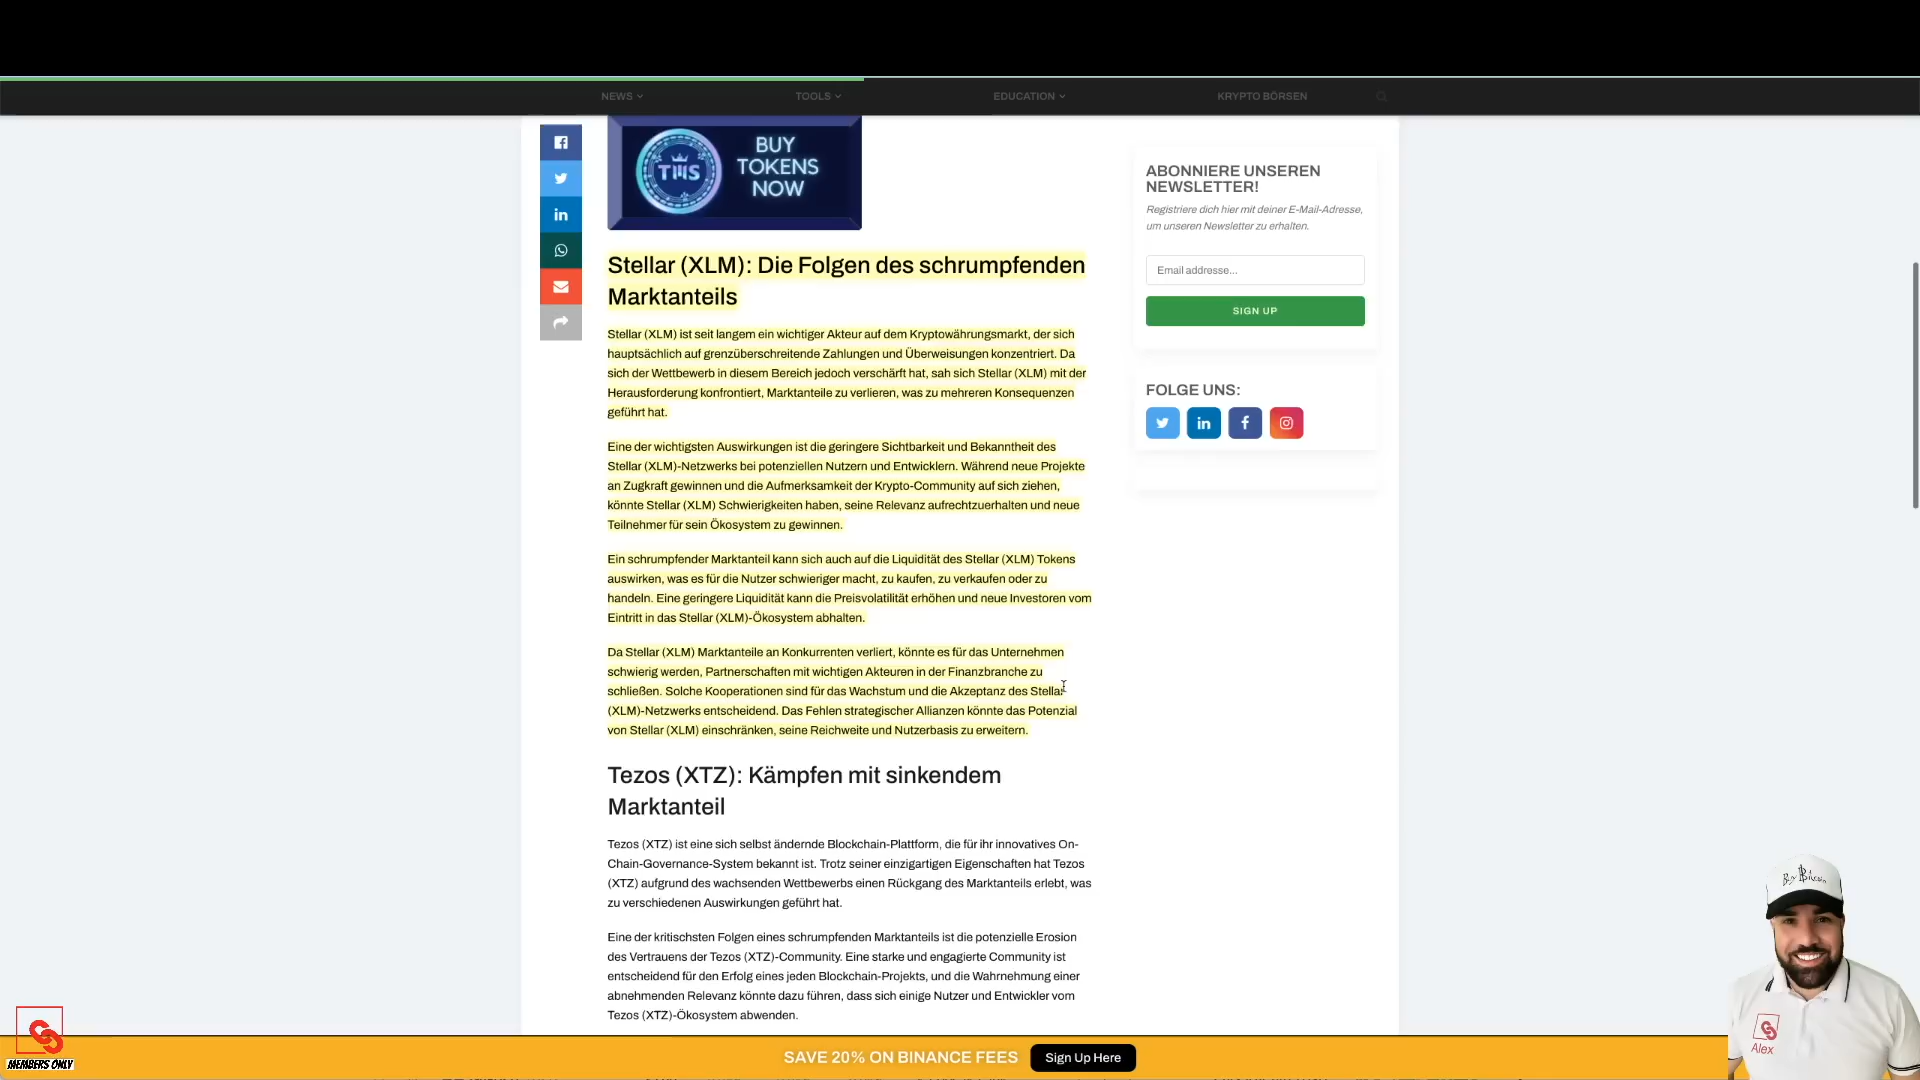 NEWS
TOOLS
EDUCATION
KRYPTO BÖRSEN
TMS
BUY
TOKENS
NOW
Stellar (XLM): Die Folgen des schrumpfenden
Marktanteils
Stellar (XLM) ist seit langem ein wichtiger Akteur auf dem Kryptowährungsmarkt, der sich
hauptsächlich auf grenzüberschreitende Zahlungen und Überweisungen konzentriert. Da
sich der Wettbewerb in diesem Bereich jedoch verschärft hat, sah sich Stellar (XLM) mit der
Herausforderung konfrontiert, Marktanteile zu verlieren, was zu mehreren Konsequenzen
geführt hat.
Eine der wichtigsten Auswirkungen ist die geringere Sichtbarkeit und Bekanntheit des
Stellar (XLM)-Netzwerks bei potenziellen Nutzern und Entwicklern. Während neue Projekte
an Zugkraft gewinnen und die Aufmerksamkeit der Krypto-Community auf sich ziehen,
könnte Stellar (XLM) Schwierigkeiten haben, seine Relevanz aufrechtzuerhalten und neue
Teilnehmer für sein Ökosystem zu gewinnen.
Ein schrumpfender Marktanteil kann sich auch auf die Liquidität des Stellar (XLM) Tokens
auswirken, was es für die Nutzer schwieriger macht, zu kaufen, zu verkaufen oder zu
handeln. Eine geringere Liquidität kann die Preisvolatilität erhöhen und neue Investoren vom
Eintritt in das Stellar (XLM)-Ökosystem abhalten.
Da Stellar (XLM) Marktanteile an Konkurrenten verliert, könnte es für das Unternehmen
schwierig werden, Partnerschaften mit wichtigen Akteuren in der Finanzbranche zu
schließen. Solche Kooperationen sind für das Wachstum und die Akzeptanz des Stellar
(XLM)-Netzwerks entscheidend. Das Fehlen strategischer Allianzen könnte das Potenzial
von Stellar (XLM) einschränken, seine Reichweite und Nutzerbasis zu erweitern.
Tezos (XTZ): Kämpfen mit sinkendem
Marktanteil
Tezos (XTZ) ist eine sich selbst ändernde Blockchain-Plattform, die für ihr innovatives On-
Chain-Governance-System bekannt ist. Trotz seiner einzigartigen Eigenschaften hat Tezos
(XTZ) aufgrund des wachsenden Wettbewerbs einen Rückgang des Marktanteils erlebt, was
zu verschiedenen Auswirkungen geführt hat.
Eine der kritischsten Folgen eines schrumpfenden Marktanteils ist die potenzielle Erosion
des Vertrauens der Tezos (XTZ)-Community. Eine starke und engagierte Community ist
entscheidend für den Erfolg eines jeden Blockchain-Projekts, und die Wahrnehmung einer
abnehmenden Relevanz könnte dazu führen, dass sich einige Nutzer und Entwickler vom
Tezos (XTZ)-Ökosystem abwenden.
ABONNIERE UNSEREN
NEWSLETTER!
Registriere dich hier mit deiner E-Mail-Adresse,
um unseren Newsletter zu erhalten.
Email addresse...
SIGN UP
FOLGE UNS:
Alex
MEMBERS ONLY
SAVE 20% ON BINANCE FEES
Sign Up Here